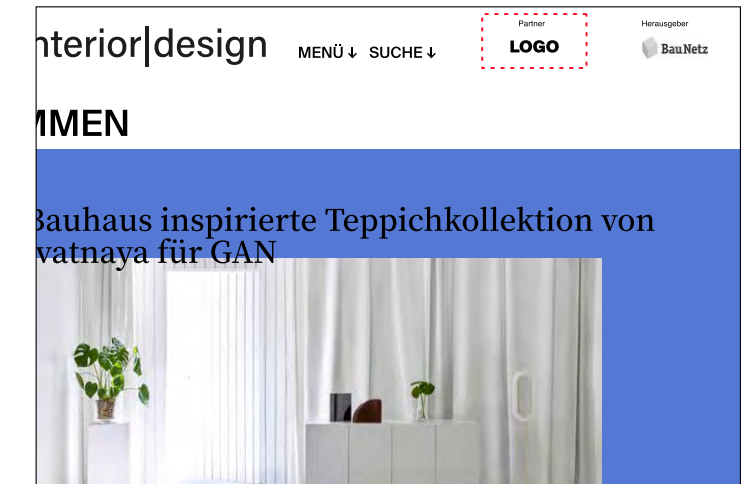 nterior|design
MENÜ↓ SUCHE↓
Partner
LOGO
Herausgeber
BauNetz
MMEN
Bauhaus inspirierte Teppichkollektion von
vatnaya für GAN